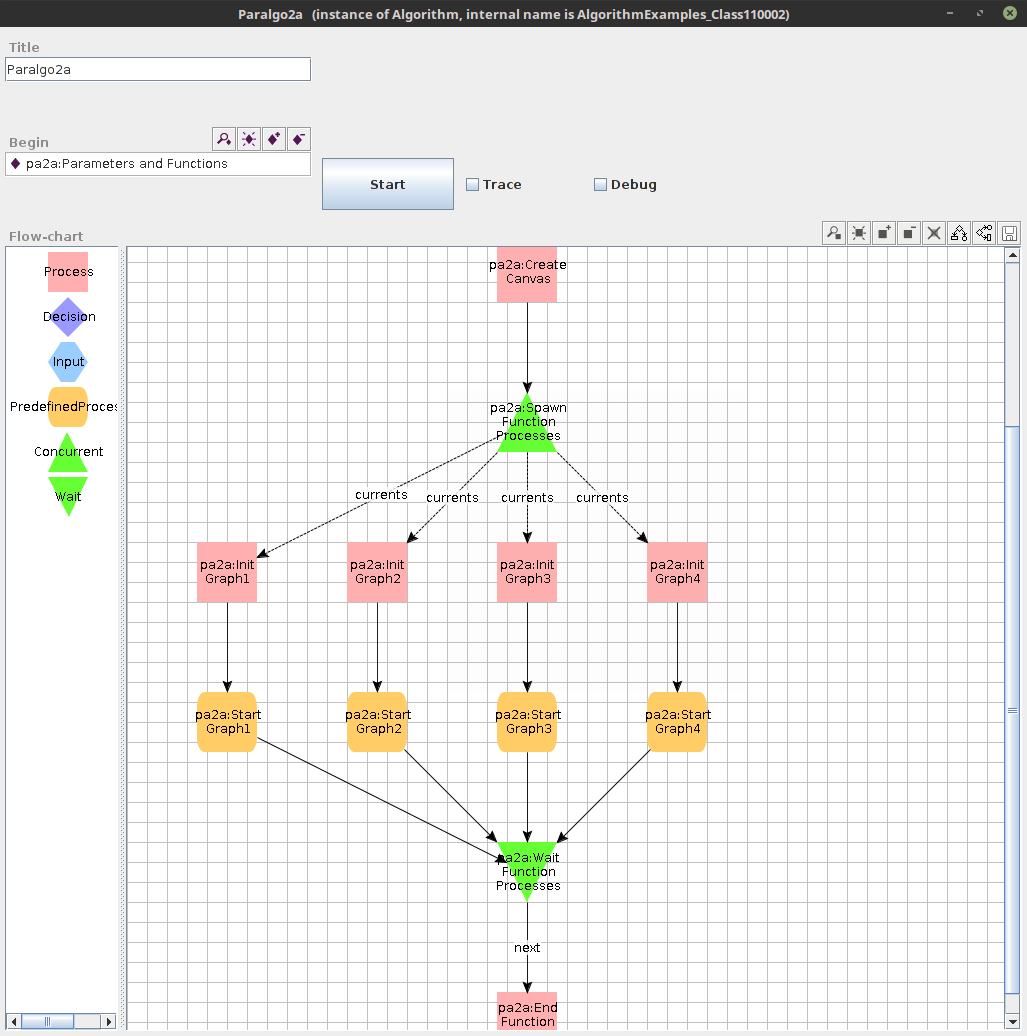 Paralgo2a   (instance of Algorithm, internal name is AlgorithmExamples_Class110002)
Title
Paralgo2a
Begin
pa2a:Parameters and Functions
Start
Trace
Debug
Flow-chart
Process
Decision
Input
PredefinedProces
Concurrent
Wait
pa2a:Create
Canvas
pa2a:Spawn
Function
Processes
currents
currents
currents
currents
pa2a:Init
Graph1
pa2a:Init
Graph2
pa2a:Init
Graph3
pa2a:Init
Graph4
pa2a:Start
Graph1
pa2a:Start
Graph2
pa2a:Start
Graph3
pa2a:Start
Graph4
pa2a:Wait
Function
Processes
next
pa2a:End
Function